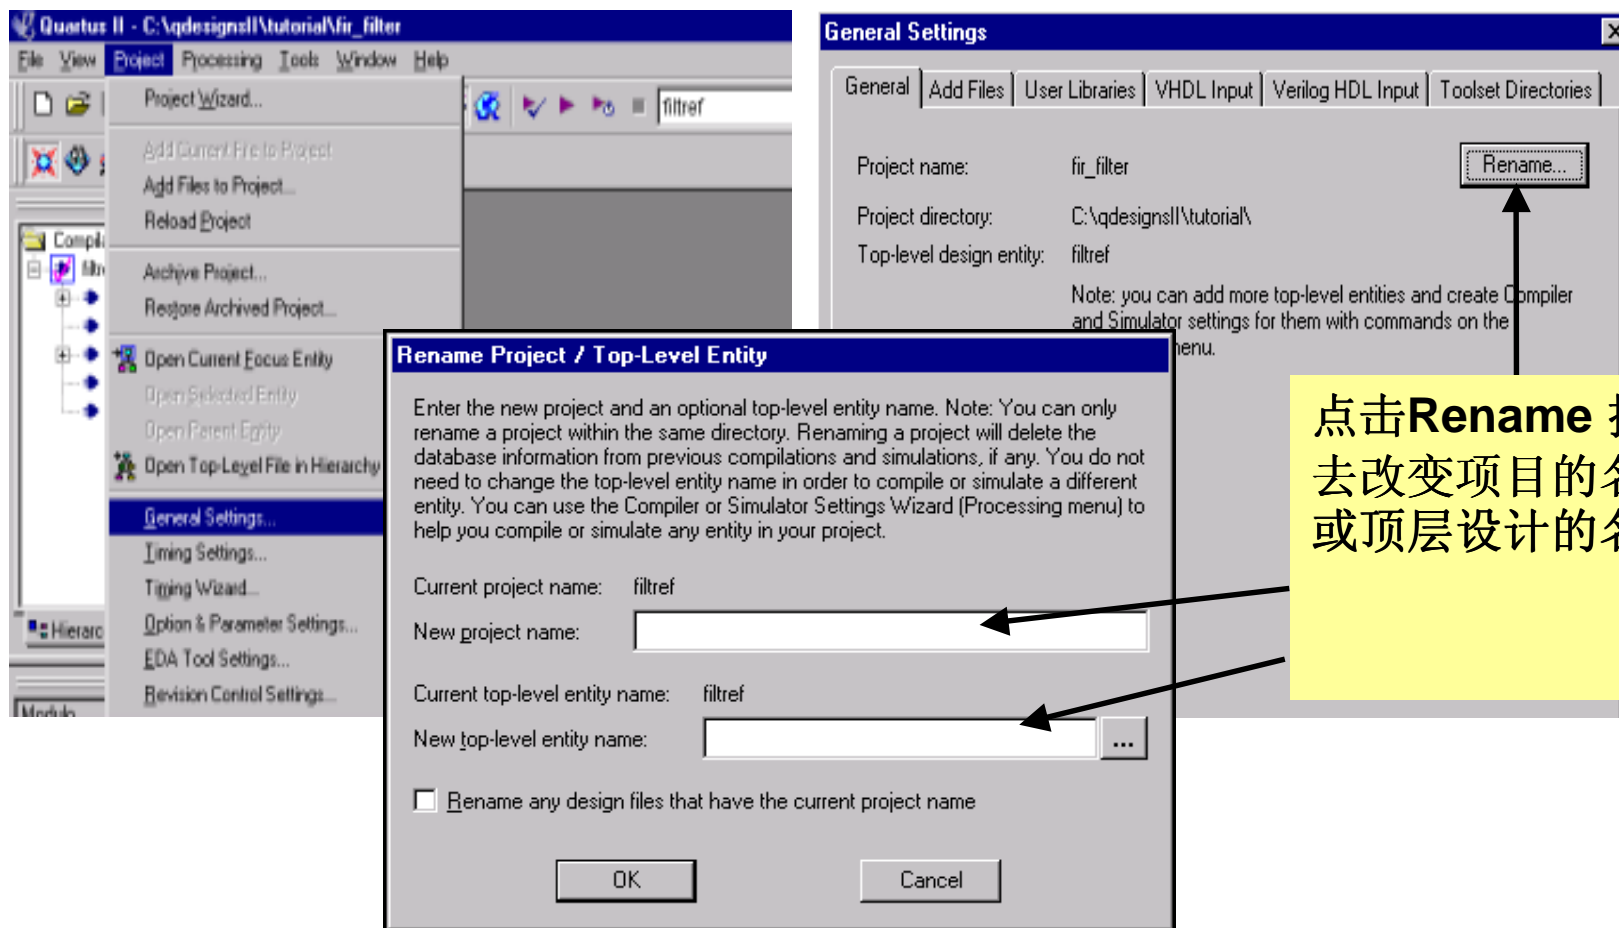 Quartus II - C:\qdesignsII\tutorial\fir_filter
File View Project Processing Tools Window Help
Project Wizard...
filtref
Add Current File to Project
Add Files to Project...
Reload Project
Archive Project...
Restore Archived Project...
Open Current Focus Entity
Open Selected Entity
Open Parent Entity
Open Top-Level File in Hierarchy
General Settings...
Timing Settings...
Timing Wizard...
Option & Parameter Settings...
EDA Tool Settings...
Revision Control Settings...
Compil
filtre
Hierarc
Module
General Settings
General Add Files User Libraries VHDL Input Verilog HDL Input Toolset Directories
Project name: fir_filter
Rename...
Project directory: C:\qdesignsII\tutorial\
Top-level design entity: filtref
Note: you can add more top-level entities and create Compiler
and Simulator settings for them with commands on the
menu.
点击Rename
去改变项目的名
或顶层设计的名
Rename Project / Top-Level Entity
Enter the new project and an optional top-level entity name. Note: You can only
rename a project within the same directory. Renaming a project will delete the
database information from previous compilations and simulations, if any. You do not
need to change the top-level entity name in order to compile or simulate a different
entity. You can use the Compiler or Simulator Settings Wizard (Processing menu) to
help you compile or simulate any entity in your project.
Current project name: filtref
New project name:
Current top-level entity name: filtref
New top-level entity name: ...
Rename any design files that have the current project name
OK Cancel